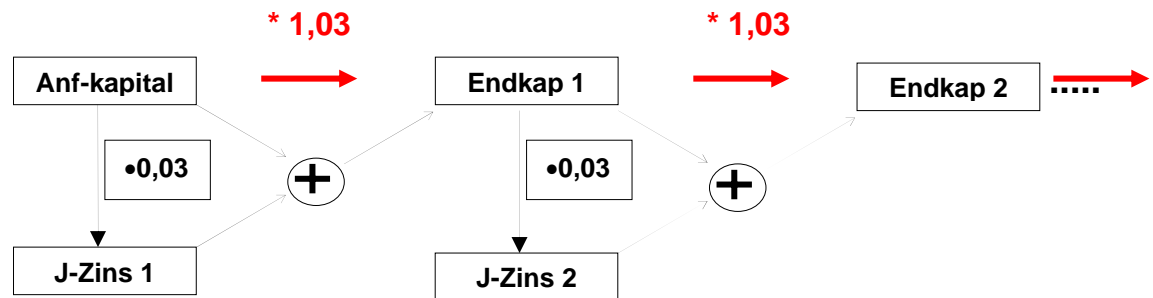 * 1,03
* 1,03
Anf-kapital
Endkap 1
Endkap 2
.....
•0,03
+
•0,03
+
J-Zins 1
J-Zins 2